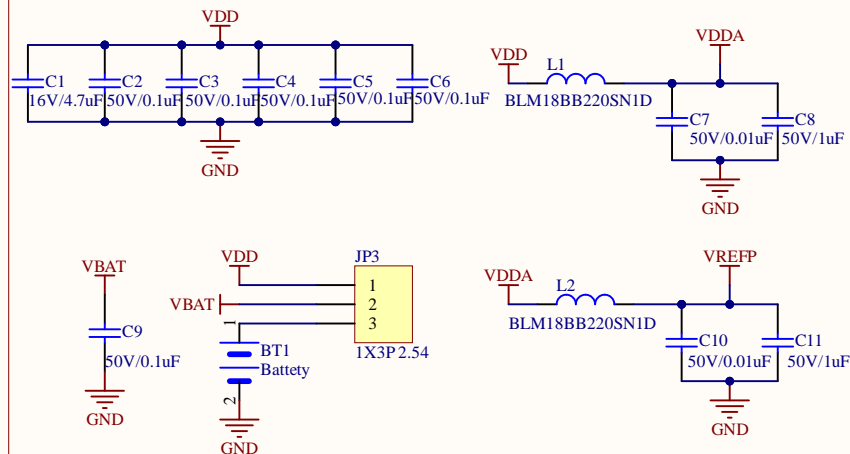 VDD
C1
C2
C3
C4
C5
C6
16V/4.7uF
50V/0.1uF
50V/0.1uF
50V/0.1uF
50V/0.1uF
50V/0.1uF
GND
VDD
L1
VDDA
BLM18BB220SN1D
C7
C8
50V/0.01uF
50V/1uF
GND
VBAT
C9
50V/0.1uF
GND
VDD
JP3
1
VBAT
2
3
1
BT1
1X3P 2.54
Battety
2
GND
VDDA
L2
VREFP
BLM18BB220SN1D
C10
C11
50V/0.01uF
50V/1uF
GND